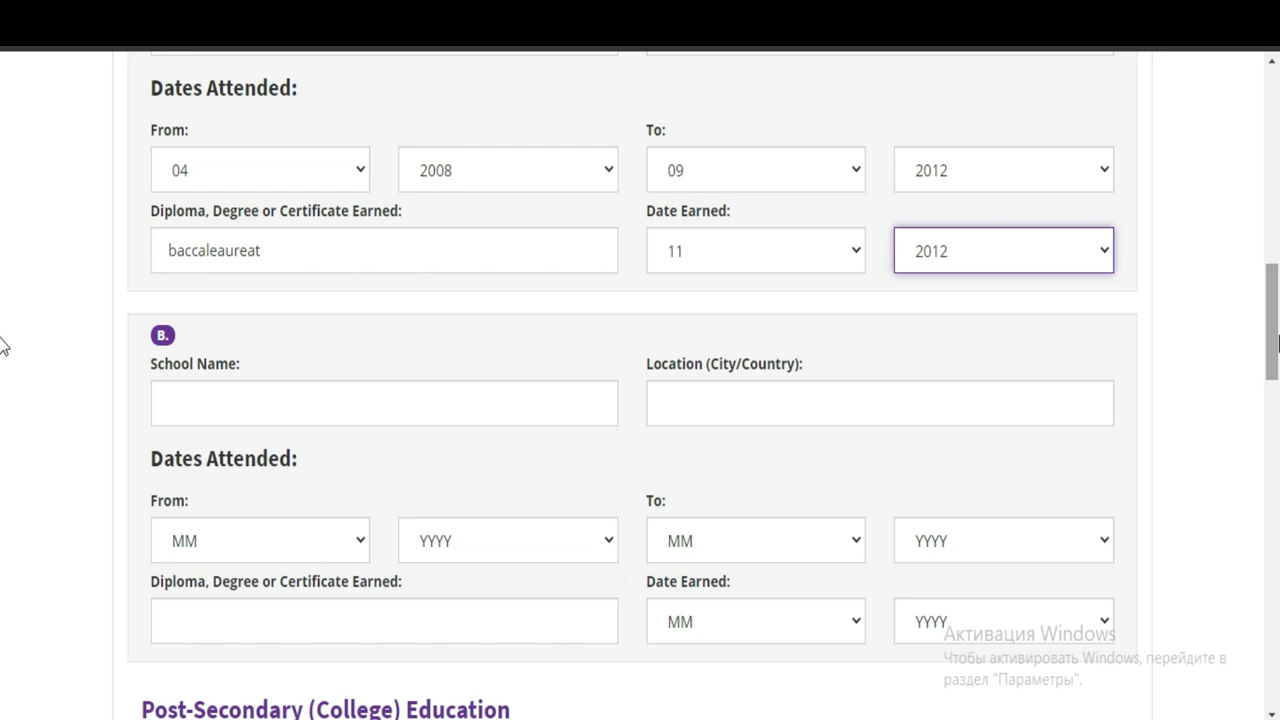 Dates Attended:
From: To:
04 2008 09 2012
Diploma, Degree or Certificate Earned: Date Earned:
baccaleaureat 11 2012
B.
School Name: Location (City/Country):
Dates Attended:
From: To:
MM YYYY MM YYYY
Diploma, Degree or Certificate Earned: Date Earned:
MM YYYY
Активация Windows
Чтобы активировать Windows, перейдите в
раздел "Параметры".
Post-Secondary (College) Education